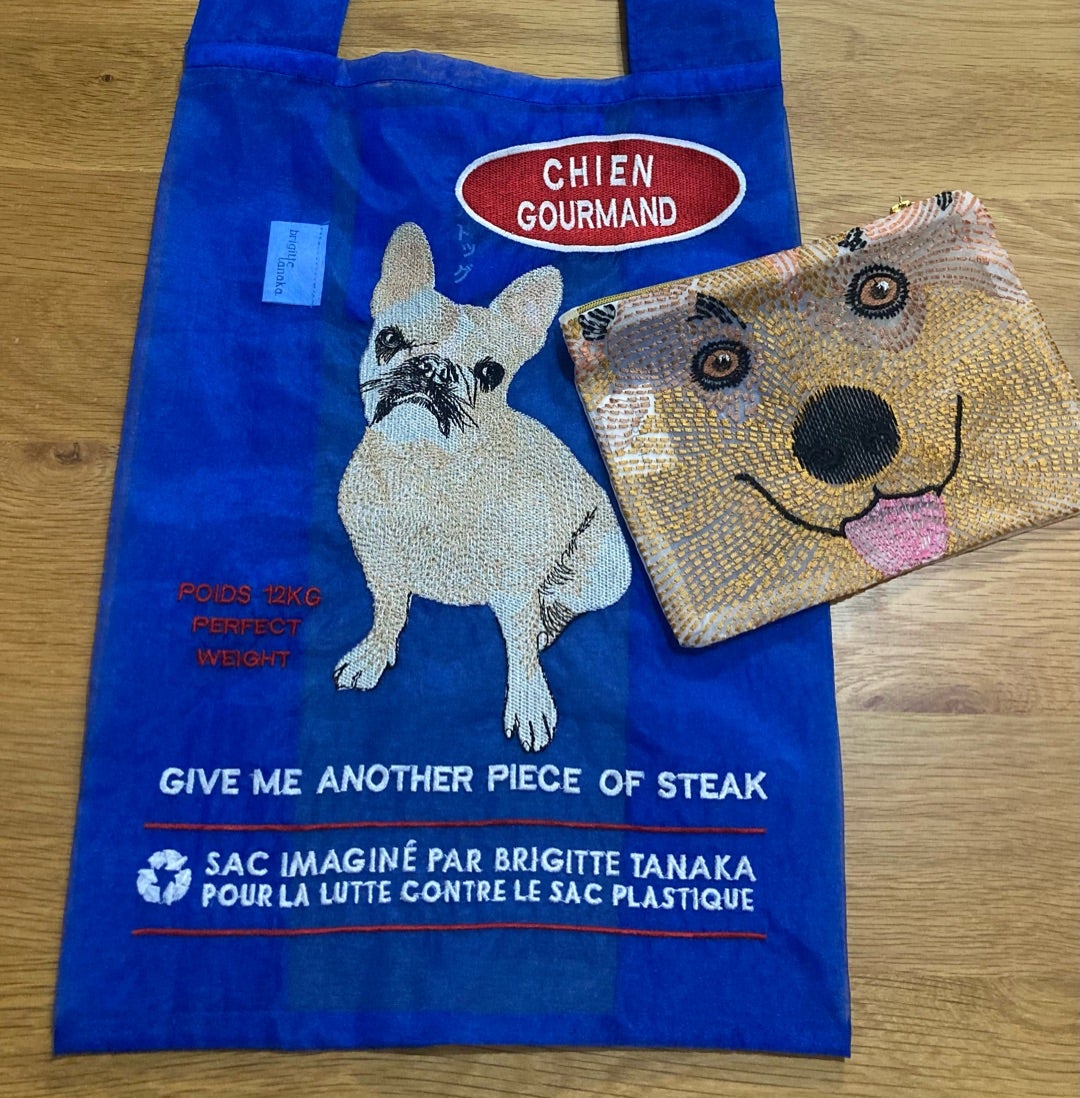 CHIEN
GOURMAND
ドッグ
brigitte
tanaka
POIDS 12KG
PERFECT
WEIGHT
GIVE ME ANOTHER PIECE OF STEAK
SAC IMAGINÉ PAR BRIGITTE TANAKA
POUR LA LUTTE CONTRE LE SAC PLASTIQUE